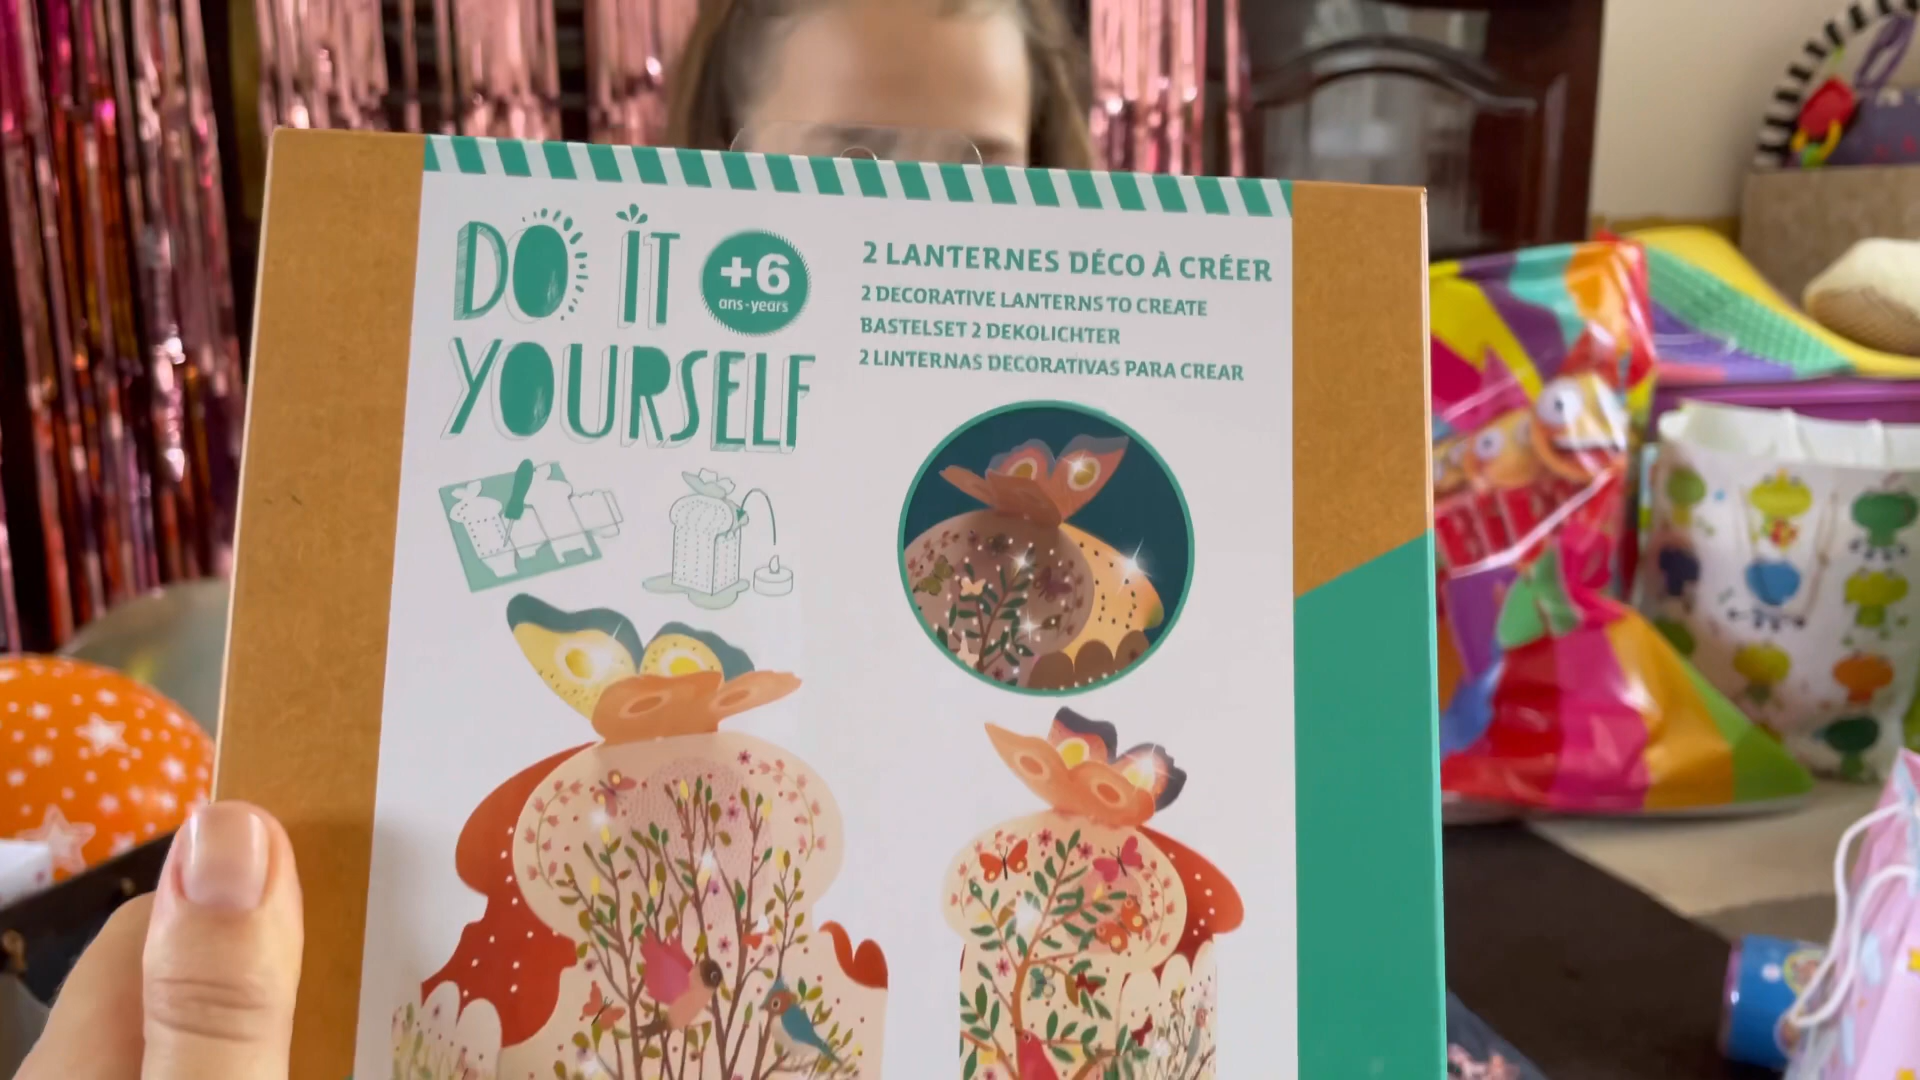 DO IT
YOURSELF
+6
ans-years
2 LANTERNES DÉCO À CRÉER
2 DECORATIVE LANTERNS TO CREATE
BASTELSET 2 DEKOLICHTER
2 LINTERNAS DECORATIVAS PARA CREAR